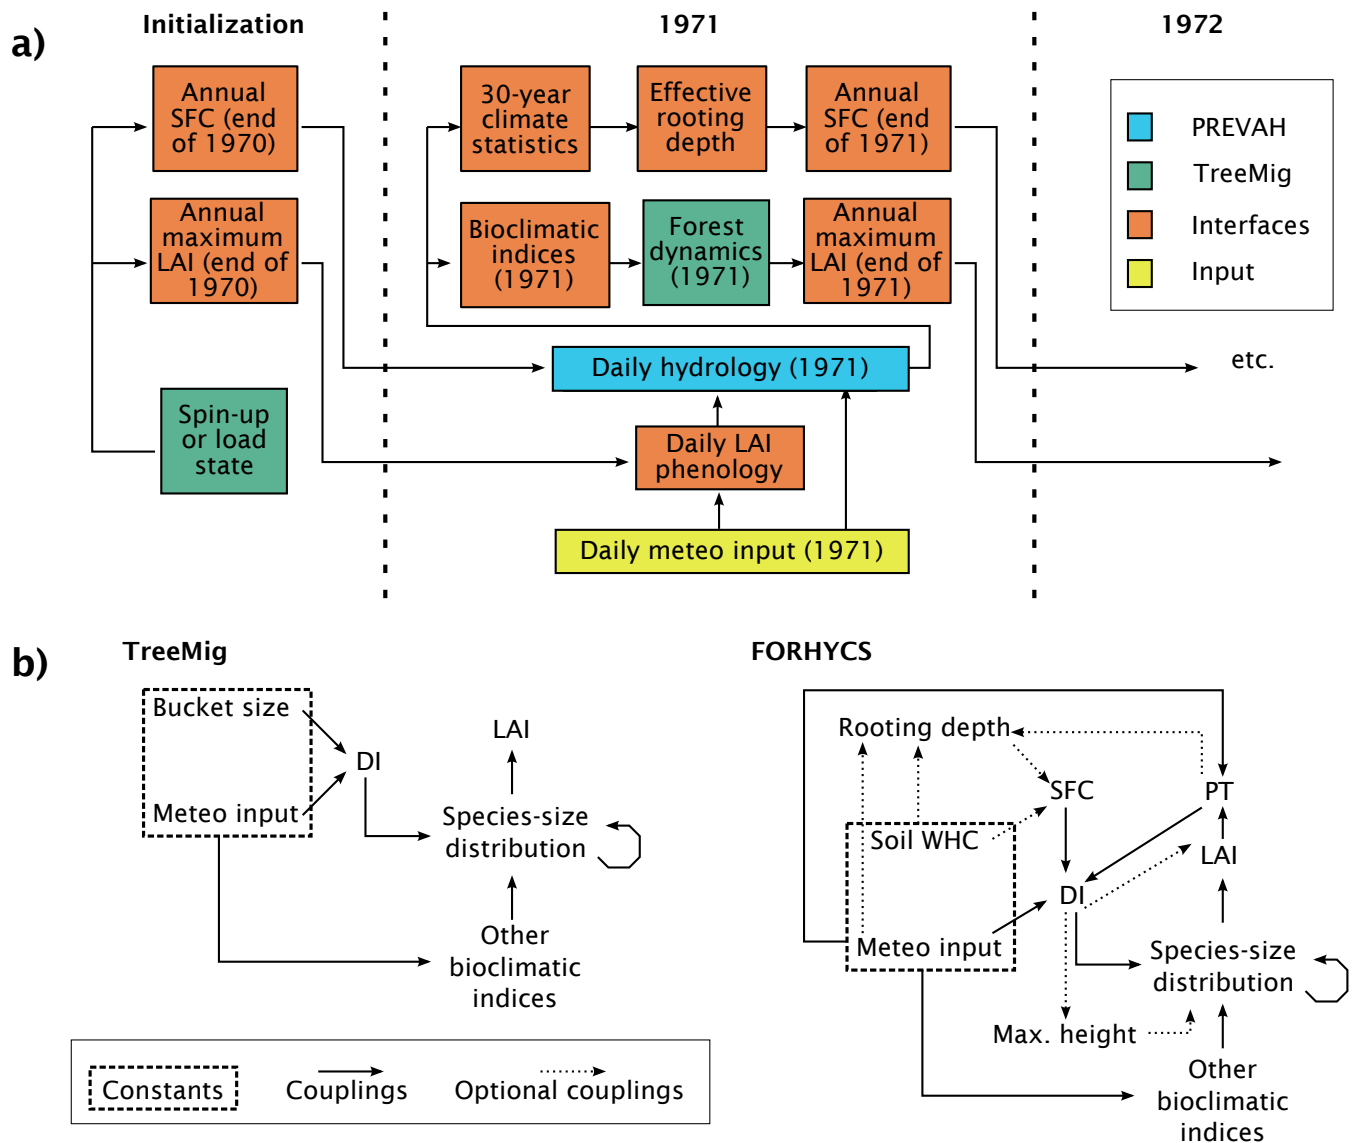 a)
Initialization
1971
1972
Annual
SFC (end
of 1970)
30-year
climate
statistics
Effective
rooting
depth
Annual
SFC (end
of 1971)
PREVAH
TreeMig
Interfaces
Input
Annual
maximum
LAI (end of
1970)
Bioclimatic
indices
(1971)
Forest
dynamics
(1971)
Annual
maximum
LAI (end of
1971)
Daily hydrology (1971)
etc.
Spin-up
or load
state
Daily LAI
phenology
Daily meteo input (1971)
b)
TreeMig
Bucket size
LAI
DI
Meteo input
Species-size
distribution
Other
bioclimatic
indices
FORHYCS
Rooting depth
SFC
PT
Soil WHC
LAI
DI
Meteo input
Species-size
distribution
Max. height
Other
bioclimatic
indices
Constants
Couplings
Optional couplings